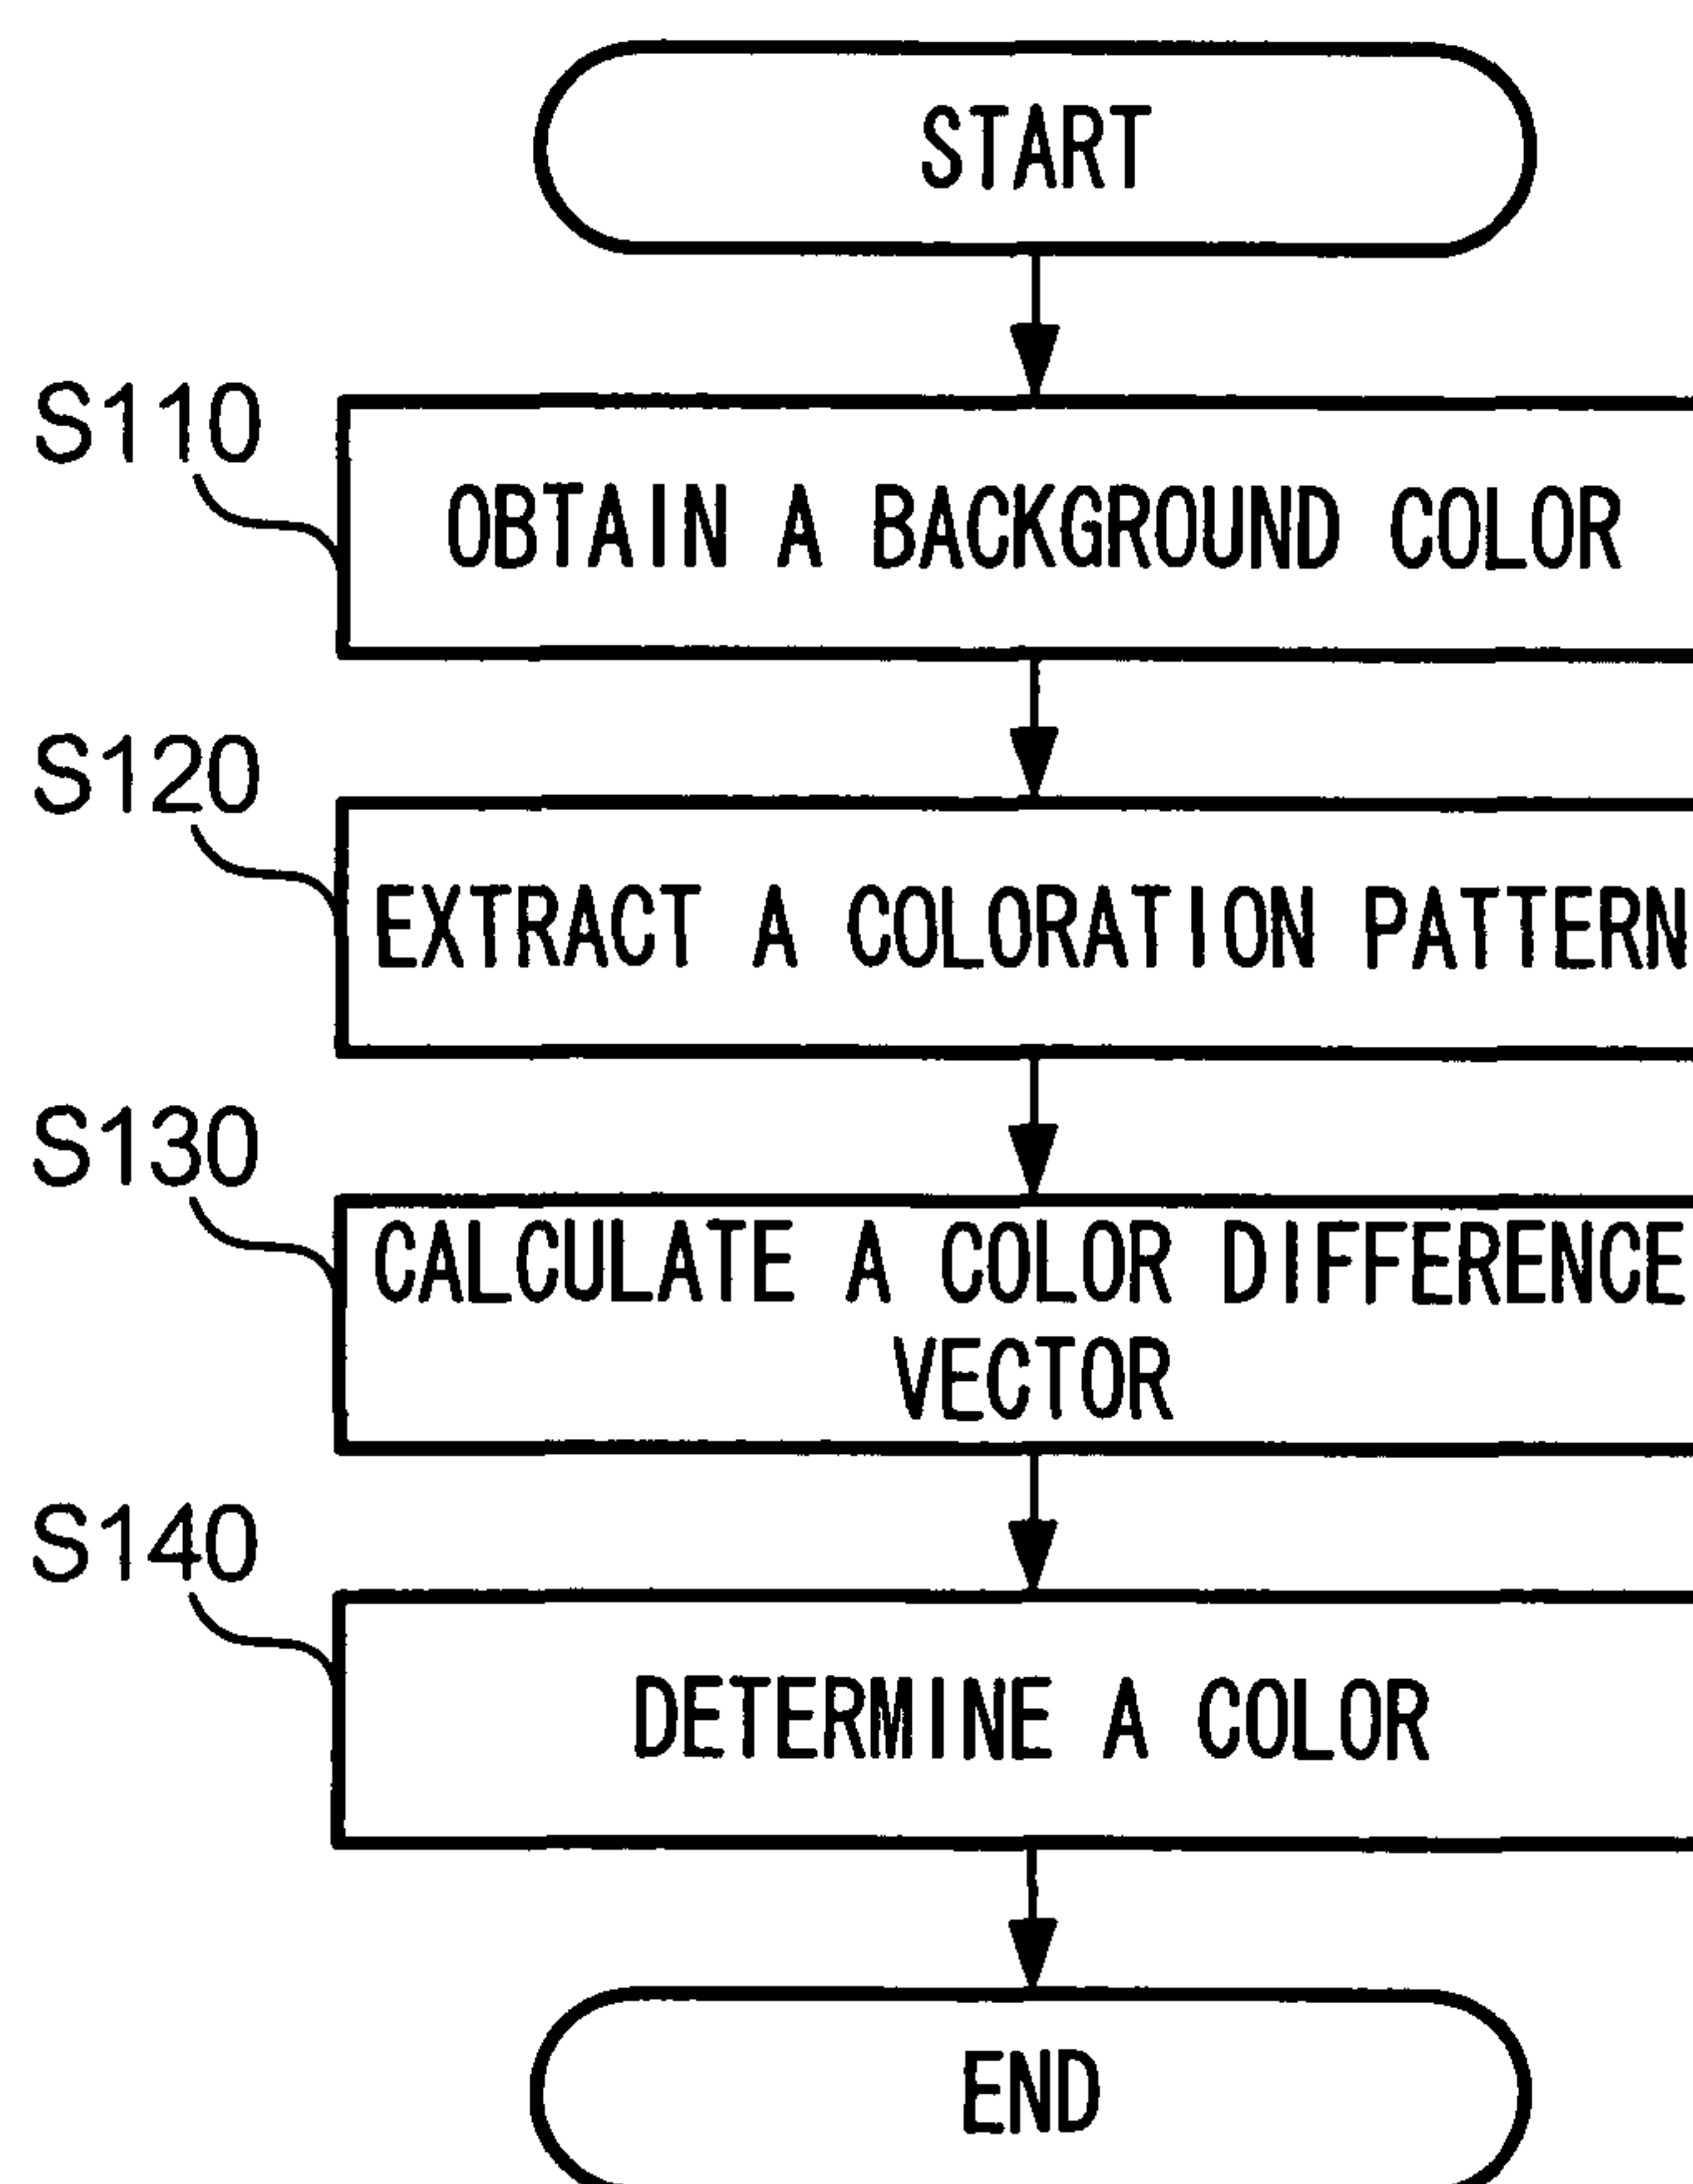 START
S110
OBTAIN A BACKGROUND COLOR
S120
EXTRACT A COLORATION PATTERN
S130
CALCULATE A COLOR DIFFERENCE
VECTOR
S140
DETERMINE A COLOR
END